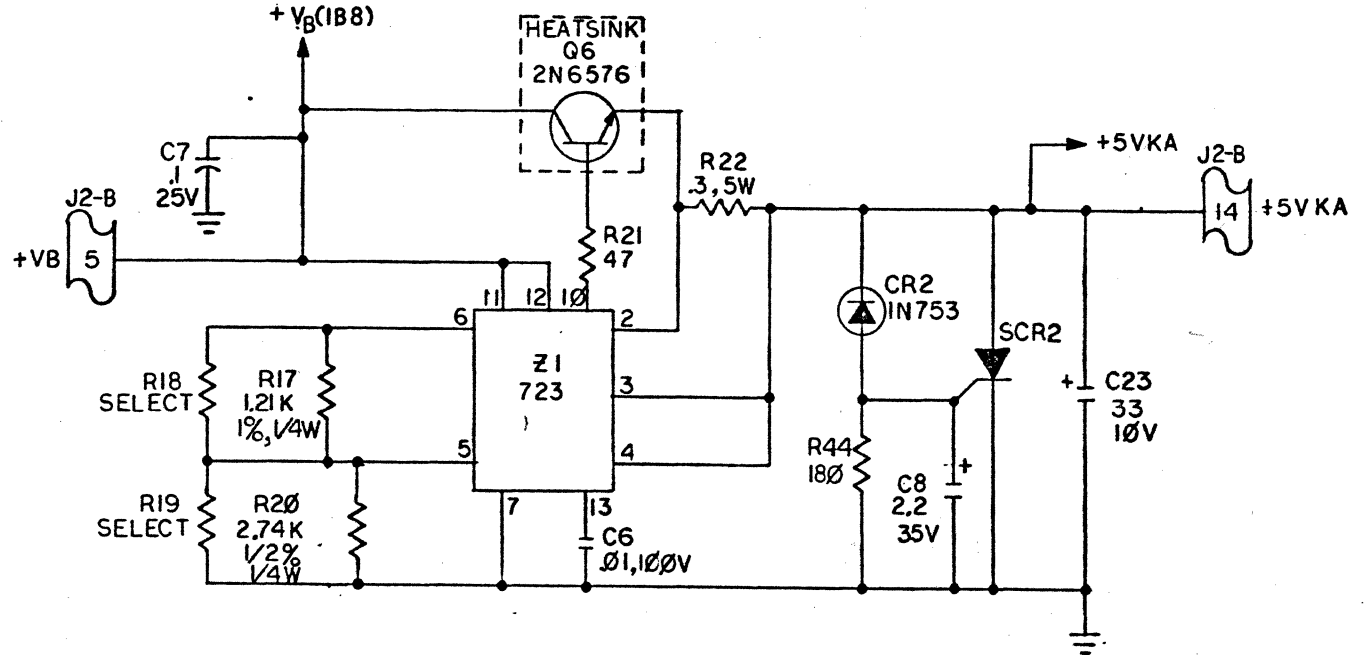 + VB(1B8)
HEATSINK
Q6
2N6576
C7
.1
25V
J2-B
+VB
5
R21
47
R22
.3, 5W
+5VKA
J2-B
14
+5VKA
11
12
1Ø
6
2
Z1
723
3
5
4
7
13
R18
SELECT
R17
1.21K
1%, 1/4W
R19
SELECT
R2Ø
2.74K
1/2%
1/4W
C6
.Ø1,1ØØV
CR2
1N753
SCR2
R44
18Ø
+
C8
2.2
35V
+
C23
33
1ØV